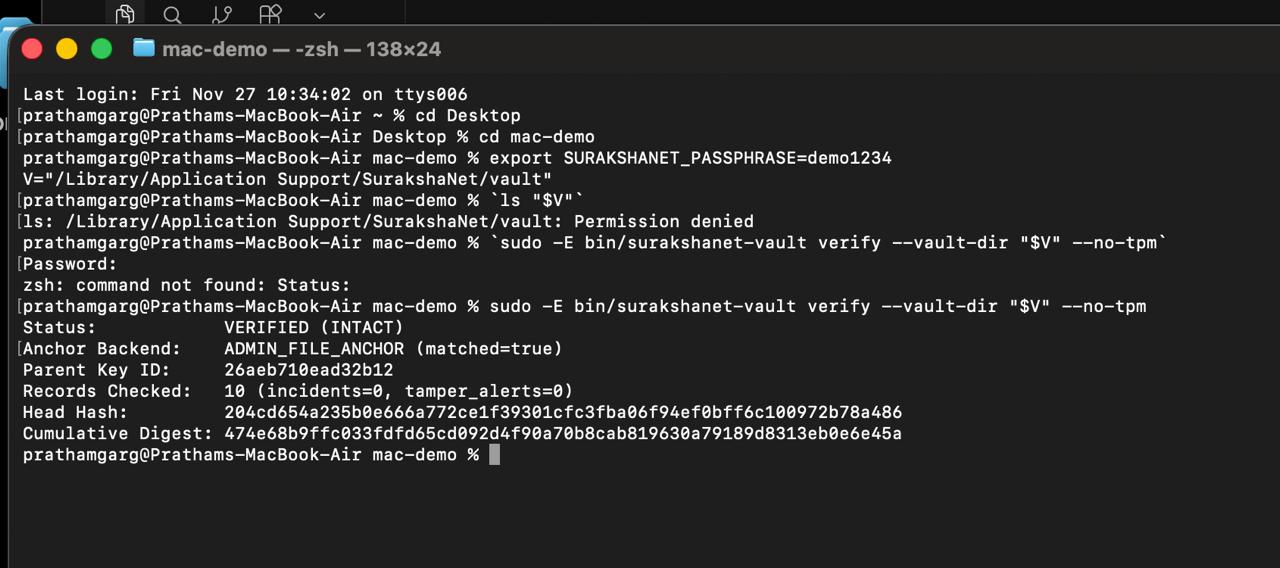 mac-demo — -zsh — 138×24
Last login: Fri Nov 27 10:34:02 on ttys006
[prathamgarg@Prathams-MacBook-Air ~ % cd Desktop
[prathamgarg@Prathams-MacBook-Air Desktop % cd mac-demo
prathamgarg@Prathams-MacBook-Air mac-demo % export SURAKSHANET_PASSPHRASE=demo1234
V="/Library/Application Support/SurakshaNet/vault"
[prathamgarg@Prathams-MacBook-Air mac-demo % `ls "$V"`
[ls: /Library/Application Support/SurakshaNet/vault: Permission denied
prathamgarg@Prathams-MacBook-Air mac-demo % `sudo -E bin/surakshanet-vault verify --vault-dir "$V" --no-tpm`
[Password:
zsh: command not found: Status:
[prathamgarg@Prathams-MacBook-Air mac-demo % sudo -E bin/surakshanet-vault verify --vault-dir "$V" --no-tpm
Status:            VERIFIED (INTACT)
[Anchor Backend:    ADMIN_FILE_ANCHOR (matched=true)
Parent Key ID:     26aeb710ead32b12
Records Checked:   10 (incidents=0, tamper_alerts=0)
Head Hash:         204cd654a235b0e666a772ce1f39301cfc3fba06f94ef0bff6c100972b78a486
Cumulative Digest: 474e68b9ffc033fdfd65cd092d4f90a70b8cab819630a79189d8313eb0e6e45a
prathamgarg@Prathams-MacBook-Air mac-demo %